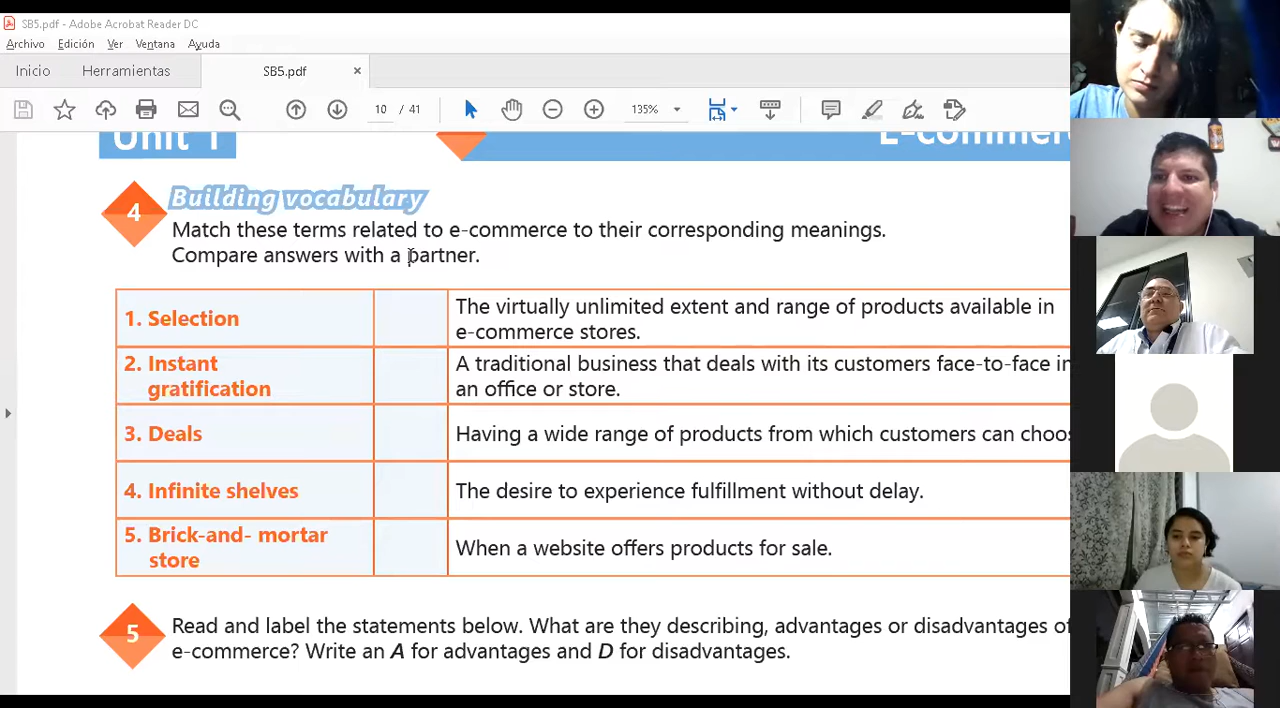 SB5.pdf - Adobe Acrobat Reader DC
Archivo Edición Ver Ventana Ayuda
Inicio Herramientas SB5.pdf ×
10 / 41 135%
Unit 1 E-commerc
4 Building vocabulary
Match these terms related to e-commerce to their corresponding meanings.
Compare answers with a partner.
1. Selection
The virtually unlimited extent and range of products available in
e-commerce stores.
2. Instant
gratification
A traditional business that deals with its customers face-to-face in
an office or store.
3. Deals
Having a wide range of products from which customers can choos
4. Infinite shelves
The desire to experience fulfillment without delay.
5. Brick-and- mortar
store
When a website offers products for sale.
5 Read and label the statements below. What are they describing, advantages or disadvantages of
e-commerce? Write an A for advantages and D for disadvantages.